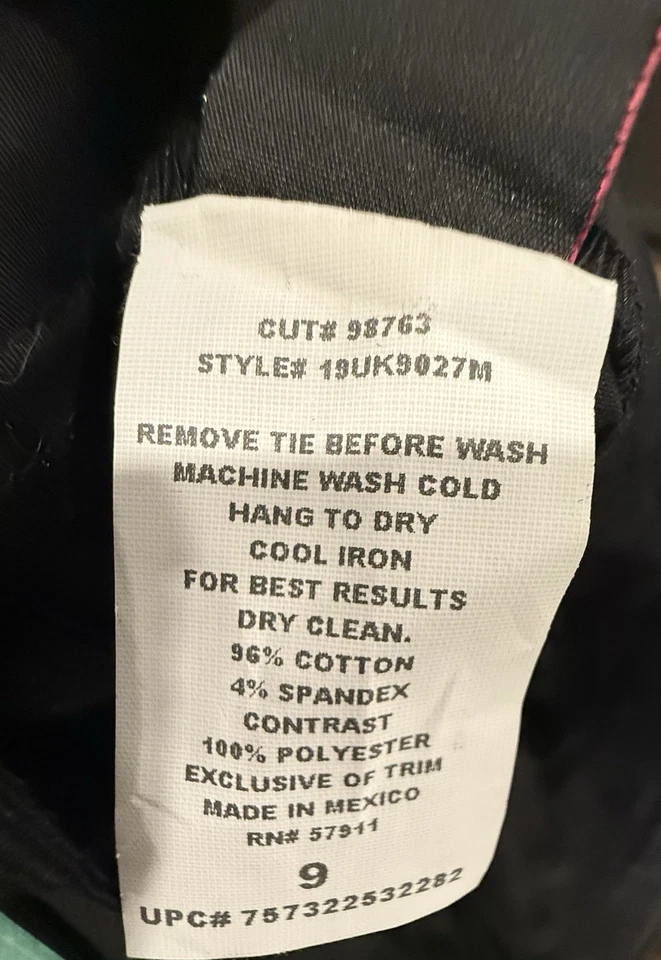 CUT# 98763
STYLE# 19UK9027M
REMOVE TIE BEFORE WASH
MACHINE WASH COLD
HANG TO DRY
COOL IRON
FOR BEST RESULTS
DRY CLEAN.
96% COTTON
4% SPANDEX
CONTRAST
100% POLYESTER
EXCLUSIVE OF TRIM
MADE IN MEXICO
RN# 57911
9
UPC# 757322532282